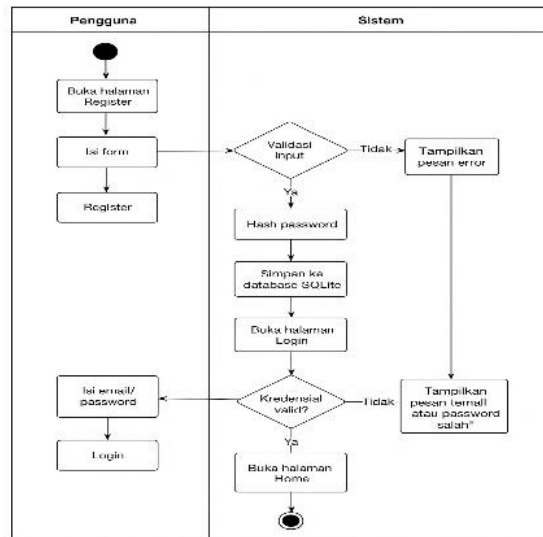 Pengguna
Sistem
Buka halaman
Register
Isi form
Validasi
Input
Tidak
Tampilkan
pesan error
Register
Ya
Hash password
Simpan ke
database SQLite
Buka halaman
Login
Isi email/
password
Kredensial
valid?
Tidak
Tampilkan
pesan
atau password
salah"
Login
Ya
Buka halaman
Home